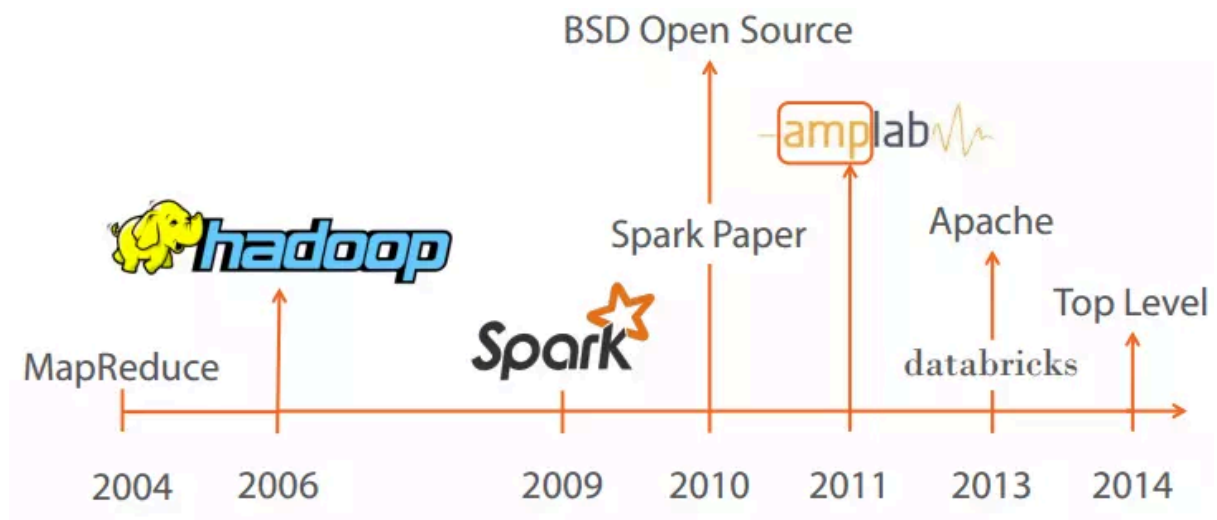 BSD Open Source
amplab
hadoop
Spark Paper
Apache
Spark
Top Level
MapReduce
databricks
2004 2006 2009 2010 2011 2013 2014